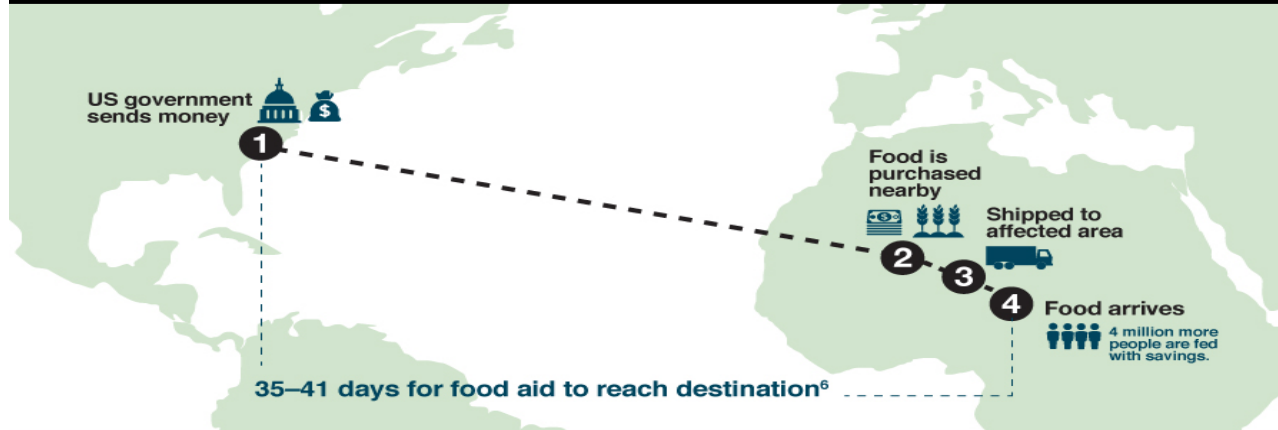 US government
sends money
$
1
Food is
purchased
nearby
$
2
Shipped to
affected area
3
4
Food arrives
4 million more
people are fed
with savings.
35–41 days for food aid to reach destination⁶